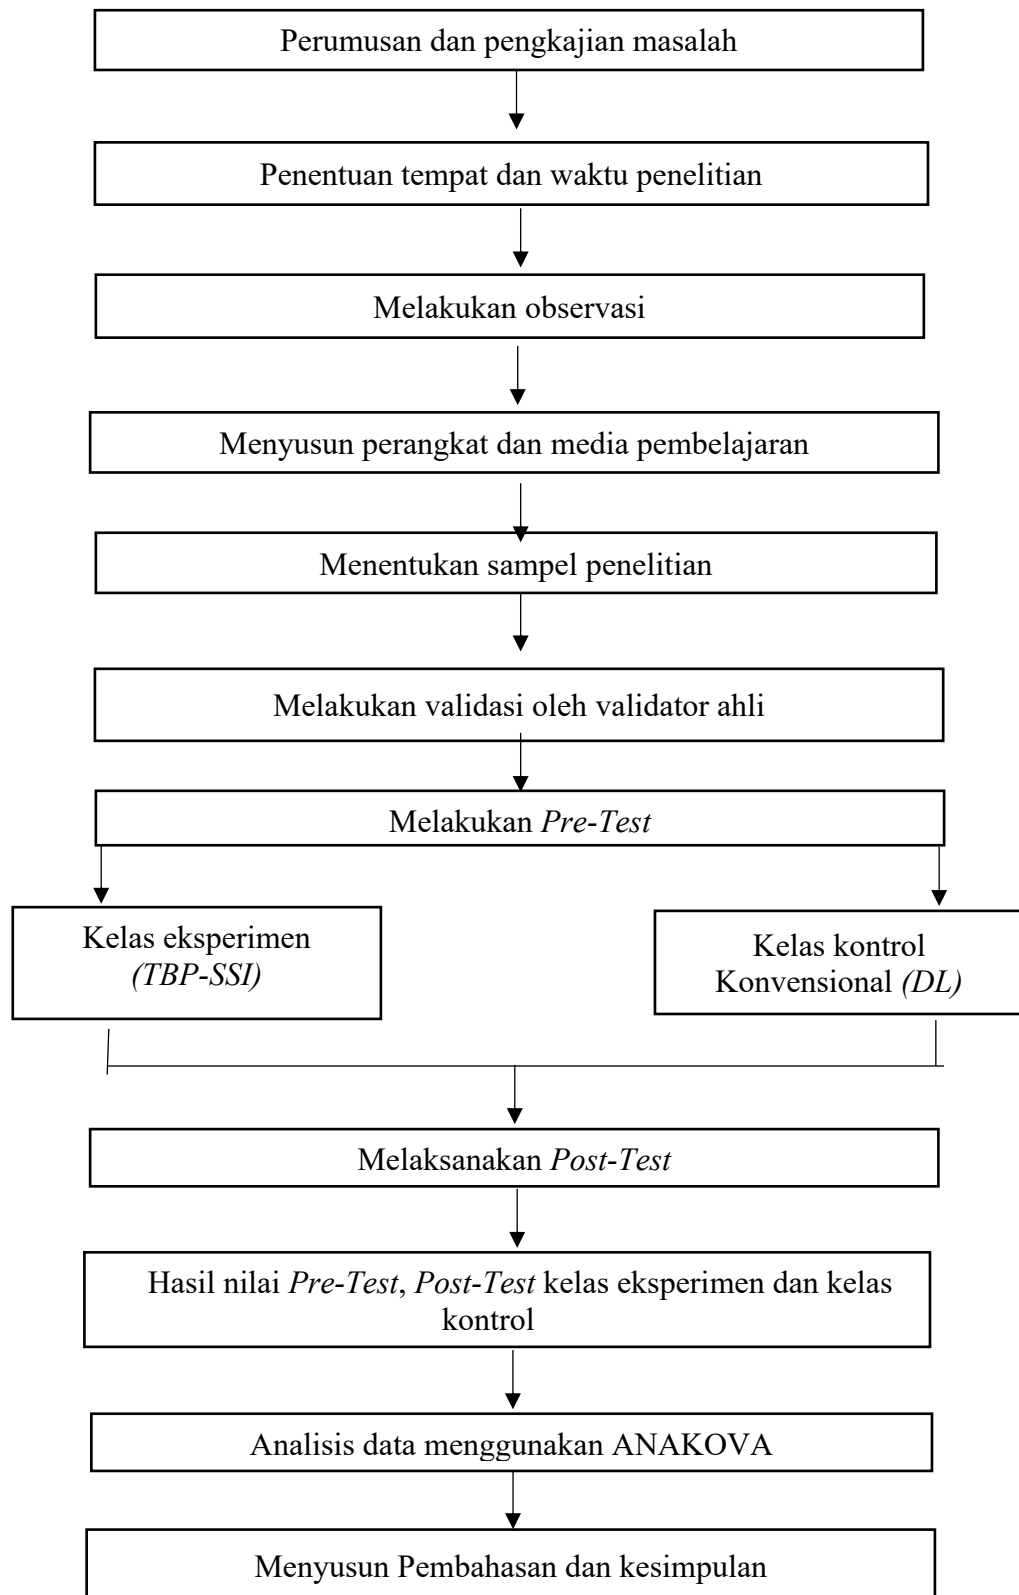 Perumusan dan pengkajian masalah
Penentuan tempat dan waktu penelitian
Melakukan observasi
Menyusun perangkat dan media pembelajaran
Menentukan sampel penelitian
Melakukan validasi oleh validator ahli
Melakukan Pre-Test
Kelas eksperimen
(TBP-SSI)
Kelas kontrol
Konvensional (DL)
Melaksanakan Post-Test
Hasil nilai Pre-Test, Post-Test kelas eksperimen dan kelas
kontrol
Analisis data menggunakan ANAKOVA
Menyusun Pembahasan dan kesimpulan